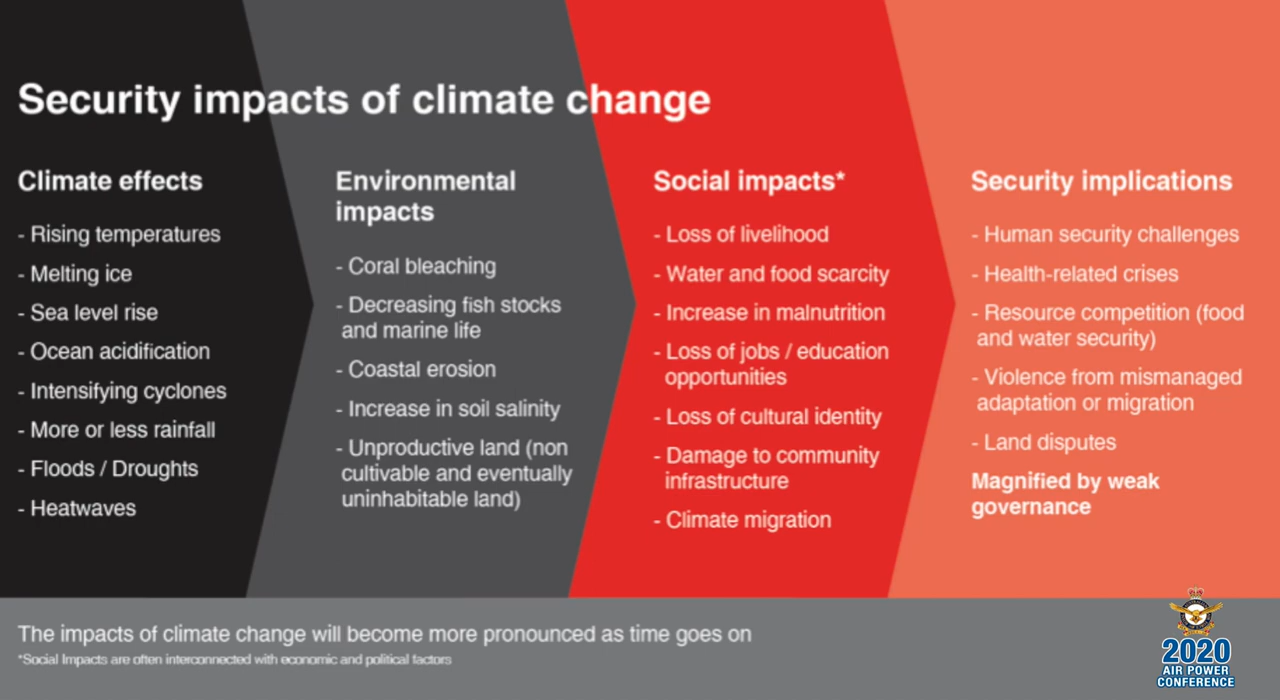 Security impacts of climate change
Climate effects
- Rising temperatures
- Melting ice
- Sea level rise
- Ocean acidification
- Intensifying cyclones
- More or less rainfall
- Floods / Droughts
- Heatwaves
Environmental
impacts
- Coral bleaching
- Decreasing fish stocks
and marine life
- Coastal erosion
- Increase in soil salinity
- Unproductive land (non
cultivable and eventually
uninhabitable land)
Social impacts*
- Loss of livelihood
- Water and food scarcity
- Increase in malnutrition
- Loss of jobs / education
opportunities
- Loss of cultural identity
- Damage to community
infrastructure
- Climate migration
Security implications
- Human security challenges
- Health-related crises
- Resource competition (food
and water security)
- Violence from mismanaged
adaptation or migration
- Land disputes
Magnified by weak
governance
The impacts of climate change will become more pronounced as time goes on
*Social Impacts are often interconnected with economic and political factors
2020
AIR POWER
CONFERENCE